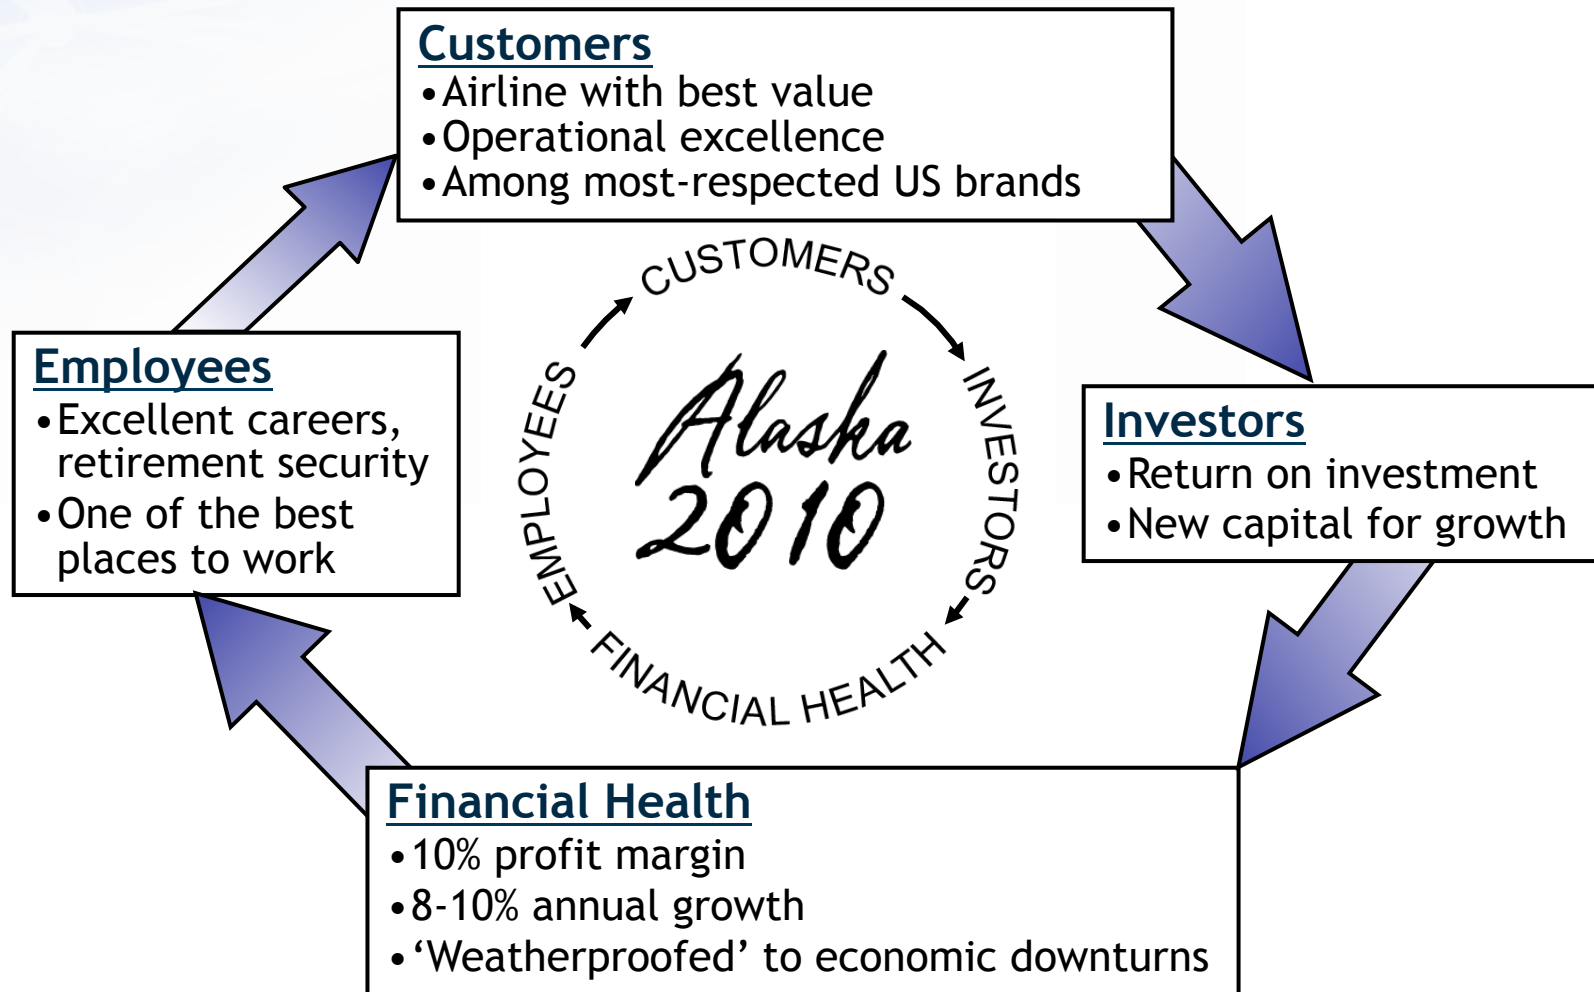 Customers
•Airline with best value
•Operational excellence
•Among most-respected US brands
Employees
•Excellent careers,
retirement security
•One of the best
places to work
CUSTOMERS
INVESTORS
FINANCIAL HEALTH
EMPLOYEES
Alaska
2010
Investors
•Return on investment
•New capital for growth
Financial Health
•10% profit margin
•8-10% annual growth
•‘Weatherproofed’ to economic downturns